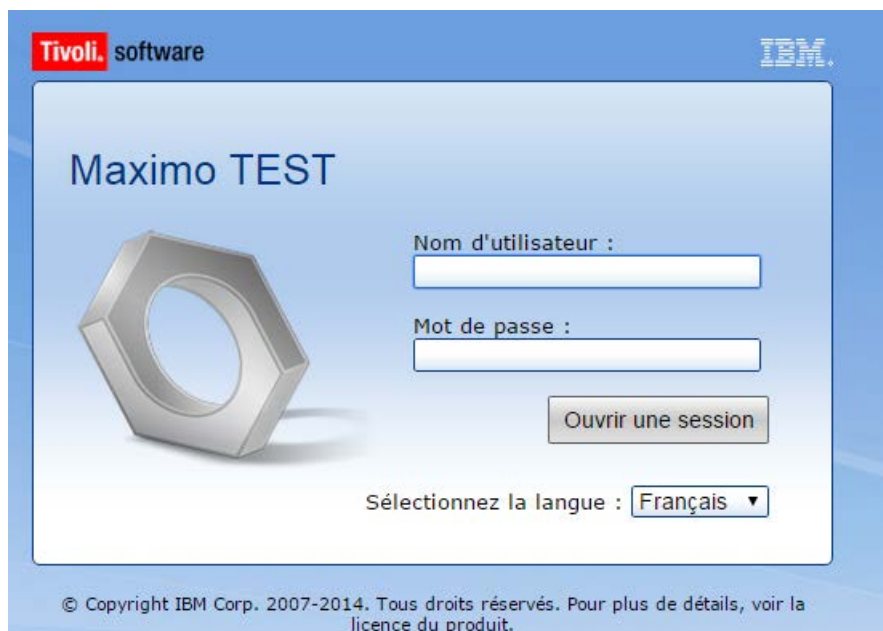 Tivoli. software
IBM.
Maximo TEST
Nom d'utilisateur :
Mot de passe :
Ouvrir une session
Sélectionnez la langue : Français
© Copyright IBM Corp. 2007-2014. Tous droits réservés. Pour plus de détails, voir la
licence du produit.